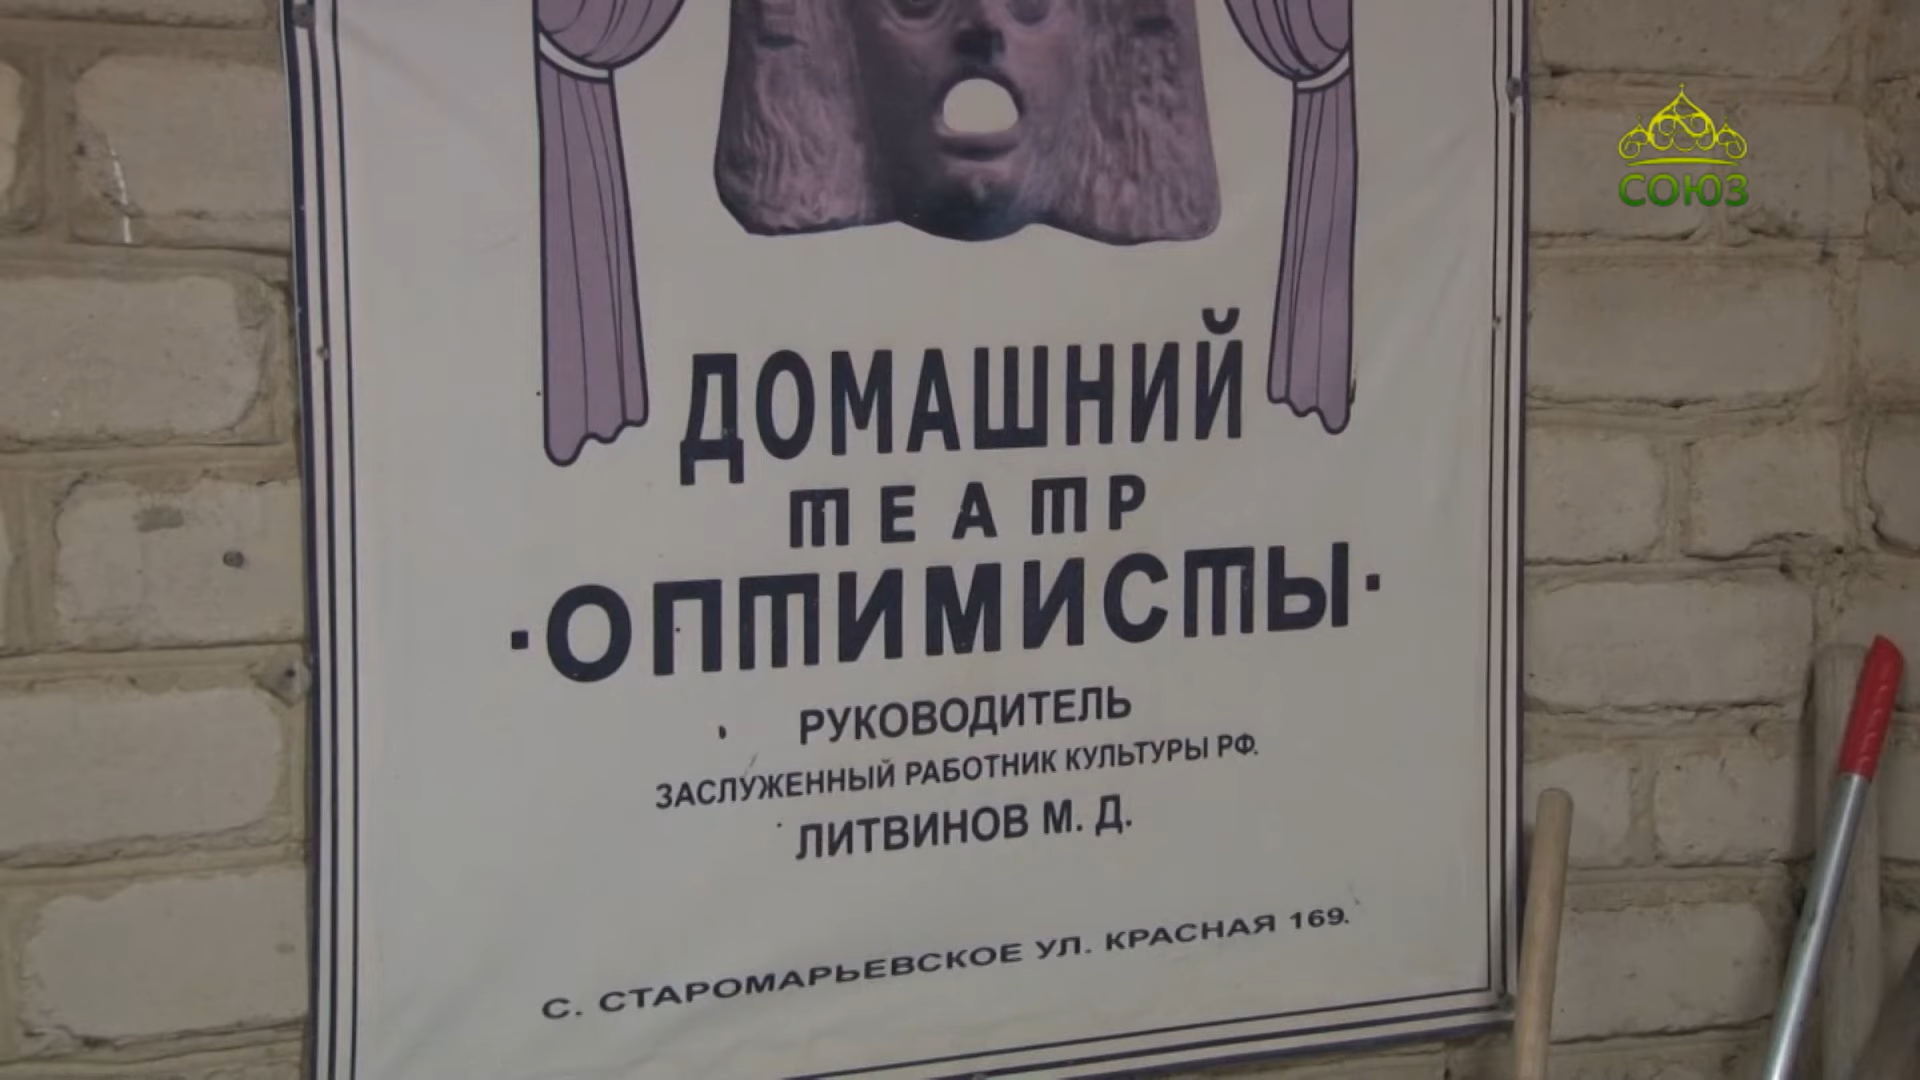 СОЮЗ
ДОМАШНИЙ
ТЕАТР
·ОПТИМИСТЫ·
РУКОВОДИТЕЛЬ
ЗАСЛУЖЕННЫЙ РАБОТНИК КУЛЬТУРЫ РФ.
ЛИТВИНОВ М. Д.
С. СТАРОМАРЬЕВСКОЕ УЛ. КРАСНАЯ 169.